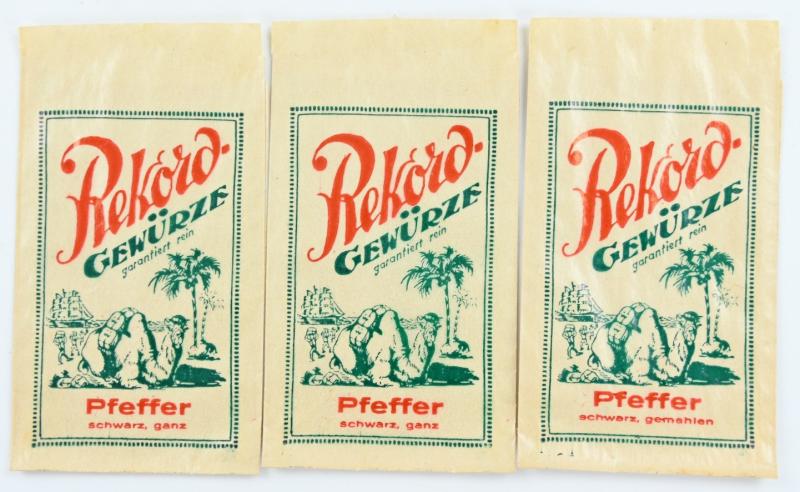 Rekord-
GEWÜRZE
garantiert rein
Pfeffer
schwarz, ganz
Rekord-
GEWÜRZE
garantiert rein
Pfeffer
schwarz, ganz
Rekord-
GEWÜRZE
garantiert rein
Pfeffer
schwarz, gemahlen